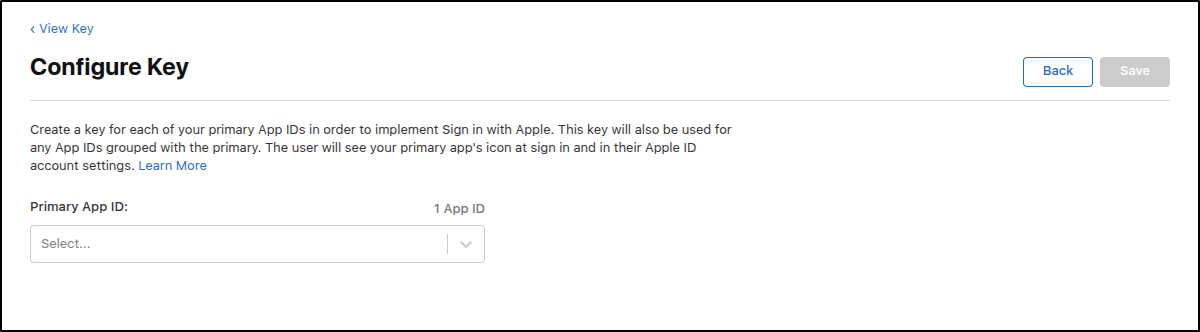 ‹ View Key
Configure Key
Back
Save
Create a key for each of your primary App IDs in order to implement Sign in with Apple. This key will also be used for
any App IDs grouped with the primary. The user will see your primary app's icon at sign in and in their Apple ID
account settings. Learn More
Primary App ID:
1 App ID
Select...